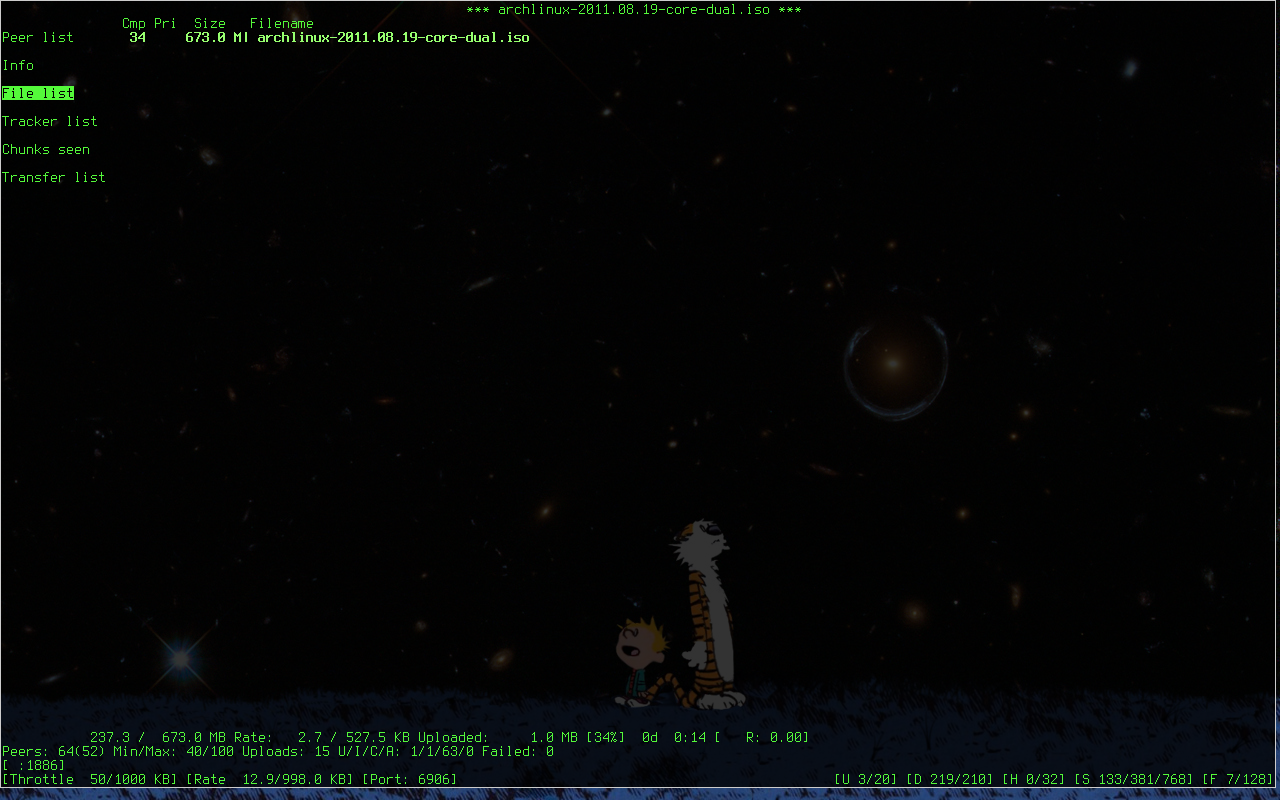 *** archlinux-2011.08.19-core-dual.iso ***
Cmp Pri  Size   Filename
Peer list       34     673.0 M| archlinux-2011.08.19-core-dual.iso
Info
File list
Tracker list
Chunks seen
Transfer list
237.3 /  673.0 MB Rate:   2.7 / 527.5 KB Uploaded:     1.0 MB [34%]  0d  0:14 [   R: 0.00]
Peers: 64(52) Min/Max: 40/100 Uploads: 15 U/I/C/A: 1/1/63/0 Failed: 0
[ :1886]
[Throttle  50/1000 KB] [Rate  12.9/998.0 KB] [Port: 6906] [U 3/20] [D 219/210] [H 0/32] [S 133/381/768] [F 7/128]